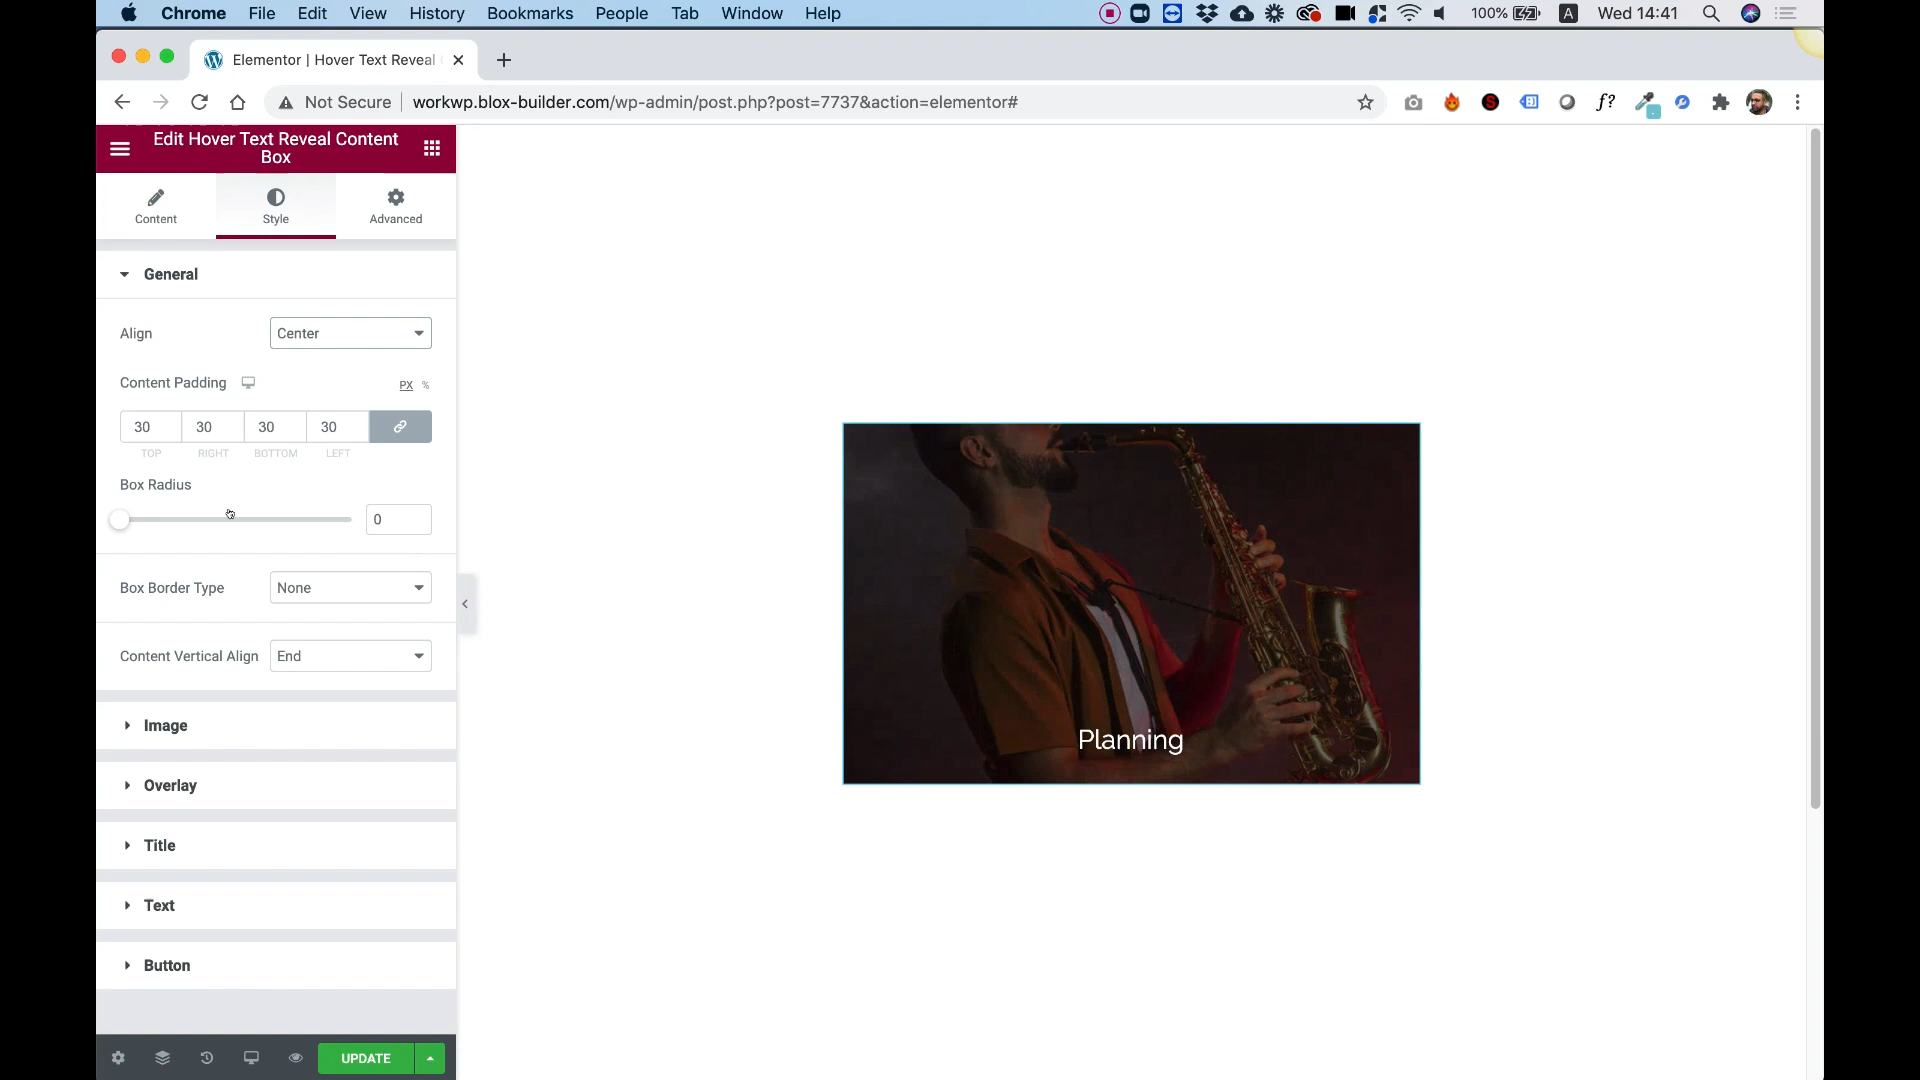 Chrome File Edit View History Bookmarks People Tab Window Help 100% A Wed 14:41
Elementor | Hover Text Reveal
Not Secure workwp.blox-builder.com/wp-admin/post.php?post=7737&action=elementor# S f?
Edit Hover Text Reveal Content
Box
Content Style Advanced
General
Align Center
Content Padding PX %
30 30 30 30
TOP RIGHT BOTTOM LEFT
Box Radius
0
Box Border Type None
Content Vertical Align End
Image
Planning
Overlay
Title
Text
Button
UPDATE